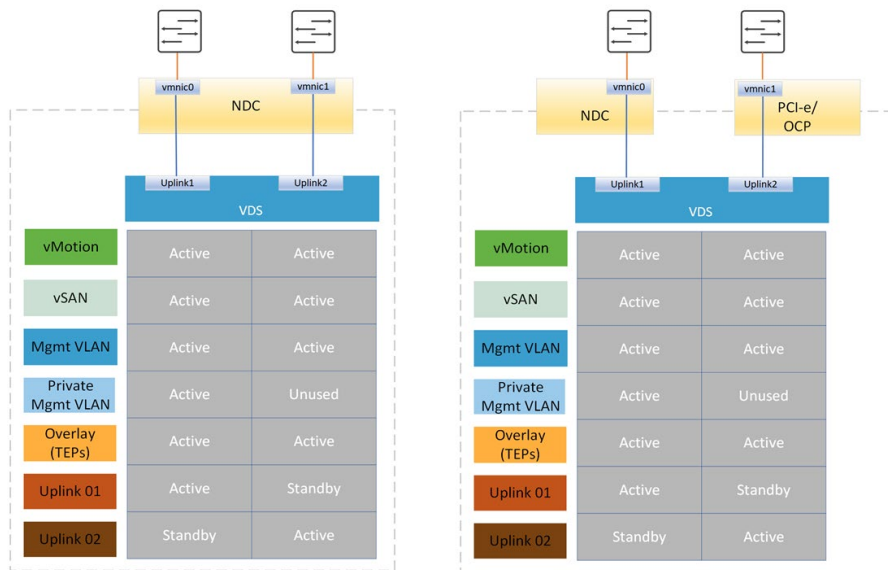 vmnic0
vmnic1
NDC
Uplink1
Uplink2
VDS
vMotion
Active
Active
vSAN
Active
Active
Mgmt VLAN
Active
Active
Private
Mgmt VLAN
Active
Unused
Overlay
(TEPs)
Active
Active
Uplink 01
Active
Standby
Uplink 02
Standby
Active
vmnic0
NDC
vmnic1
PCI-e/
OCP
Uplink1
Uplink2
VDS
vMotion
Active
Active
vSAN
Active
Active
Mgmt VLAN
Active
Active
Private
Mgmt VLAN
Active
Unused
Overlay
(TEPs)
Active
Active
Uplink 01
Active
Standby
Uplink 02
Standby
Active